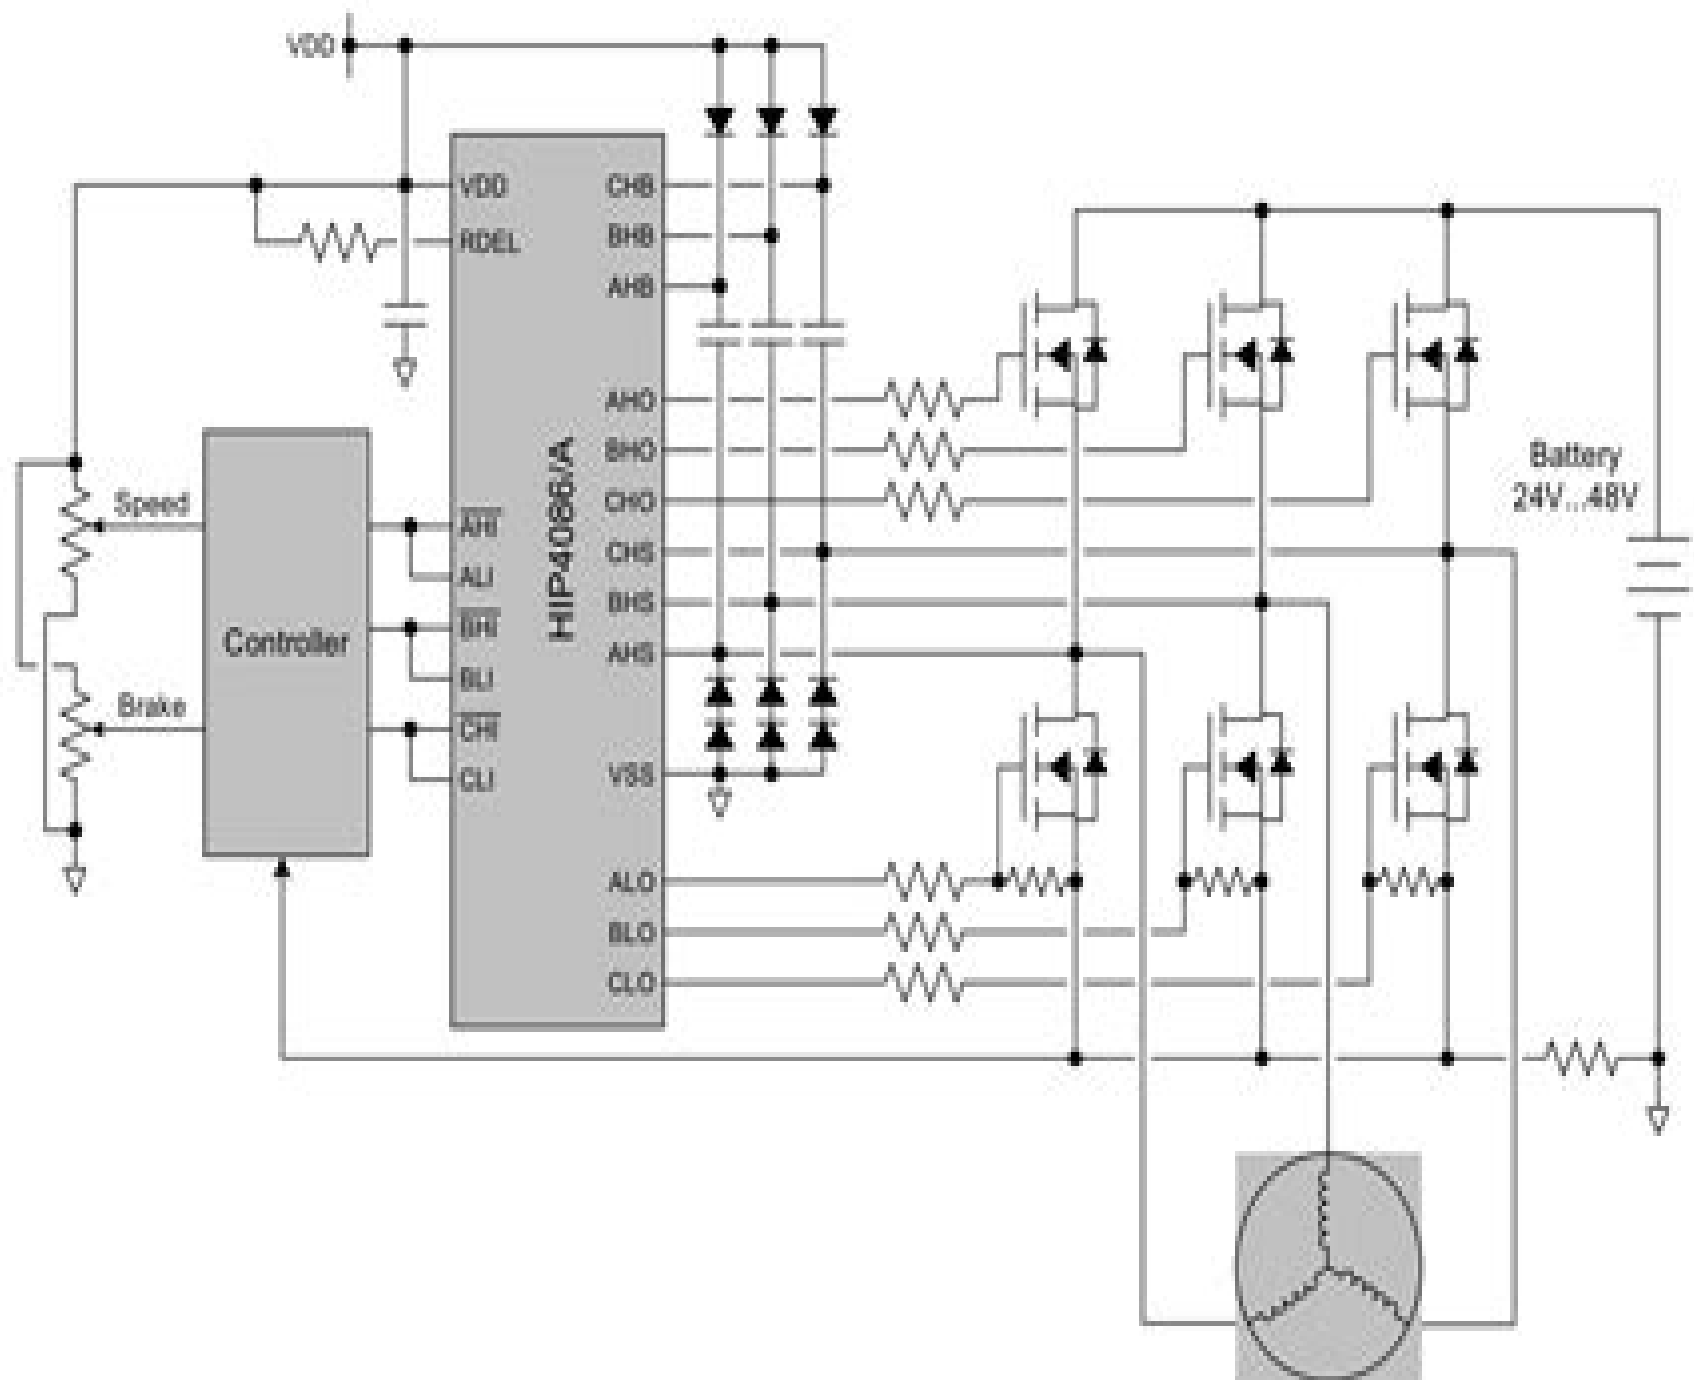 VDD
VDD
RDEL
CHB
BHB
AHB
AHO
BHO
CHO
CHS
BHS
AHS
VSS
ALO
BLO
CLO
HIP4086/A
AHI
ALI
BHI
BLI
CHI
CLI
Speed
Brake
Controller
Battery
24V...48V